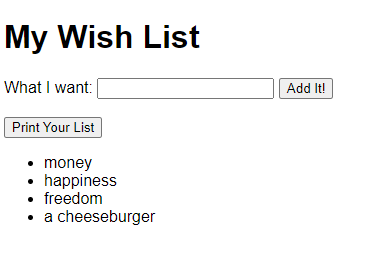 My Wish List
What I want: Add It!
Print Your List
money
happiness
freedom
a cheeseburger